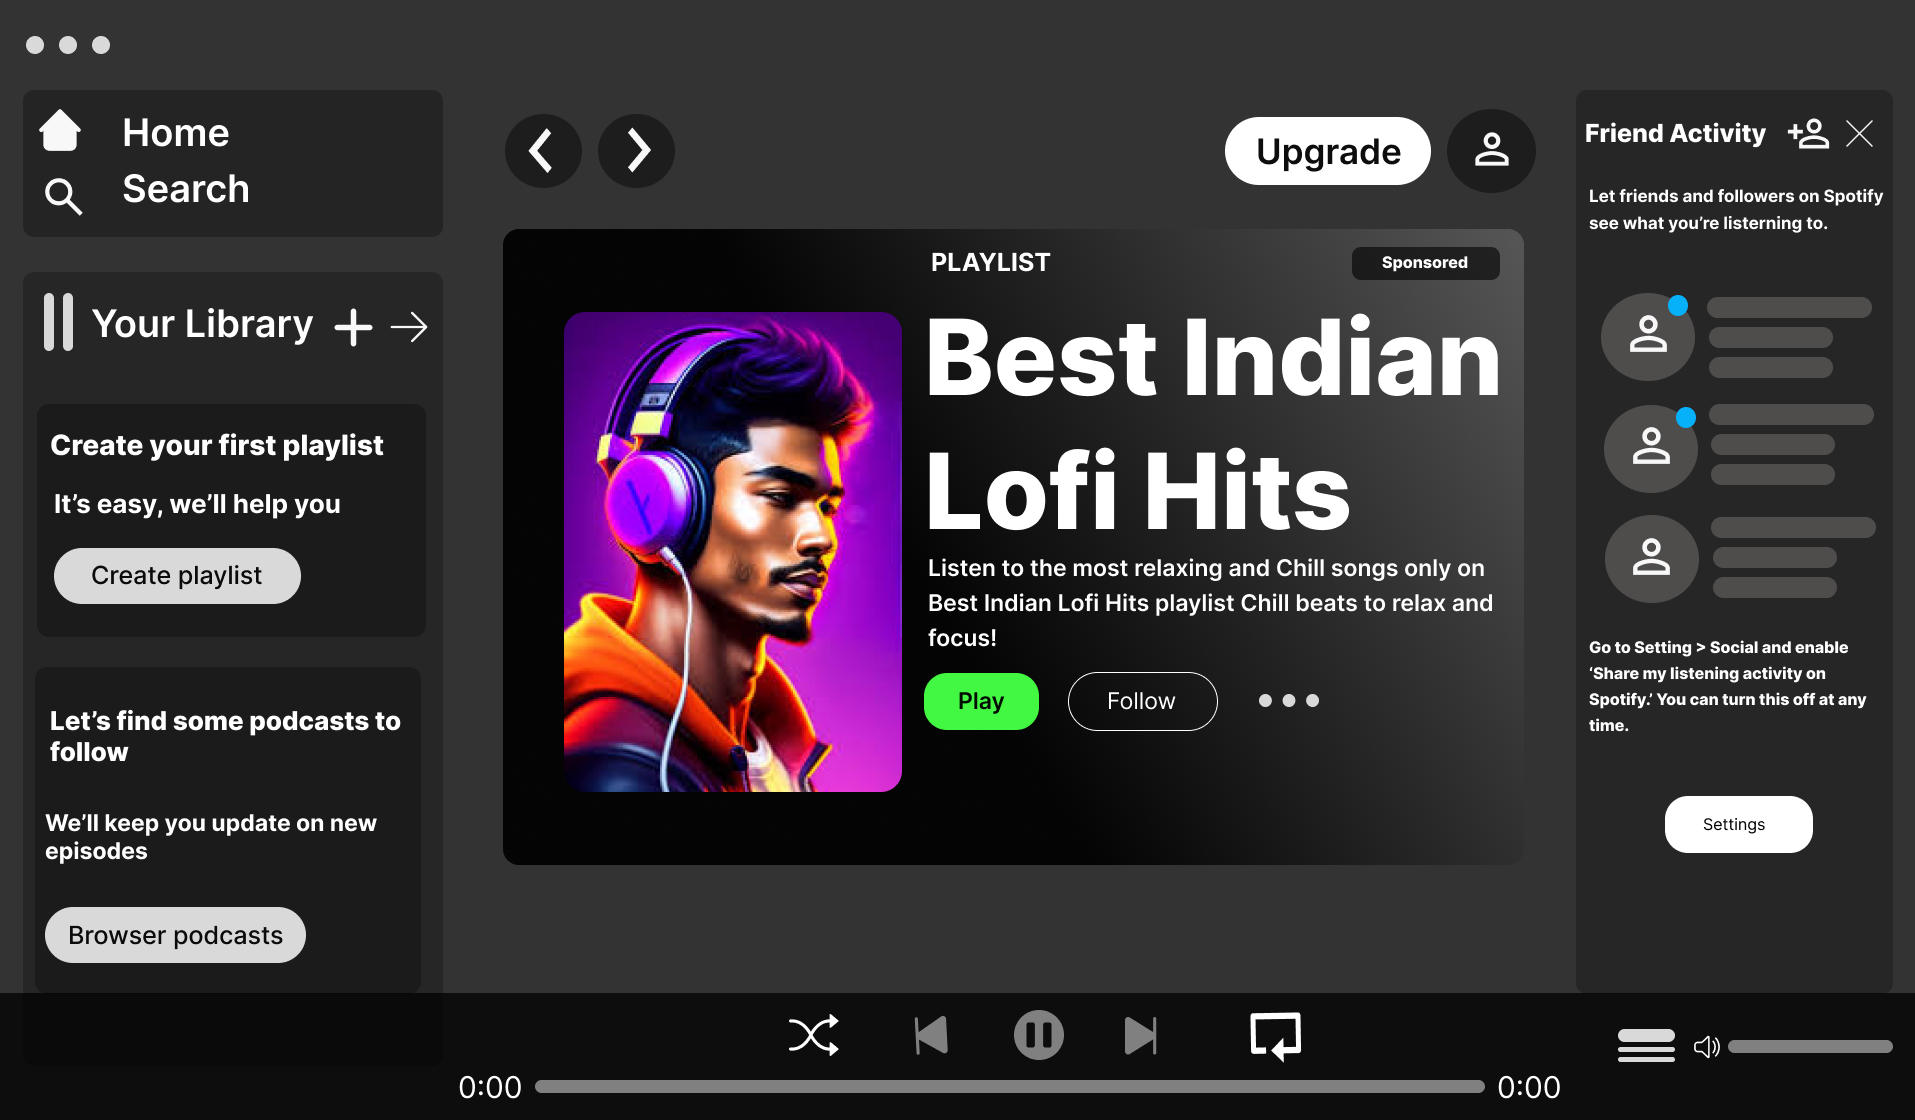 Home
Search
Your Library
Create your first playlist
It’s easy, we’ll help you
Create playlist
Let’s find some podcasts to
follow
We’ll keep you update on new
episodes
Browser podcasts
Upgrade
PLAYLIST
Sponsored
Best Indian
Lofi Hits
Listen to the most relaxing and Chill songs only on
Best Indian Lofi Hits playlist Chill beats to relax and
focus!
Play
Follow
Friend Activity
Let friends and followers on Spotify
see what you’re listerning to.
Go to Setting > Social and enable
‘Share my listening activity on
Spotify.’ You can turn this off at any
time.
Settings
0:00
0:00